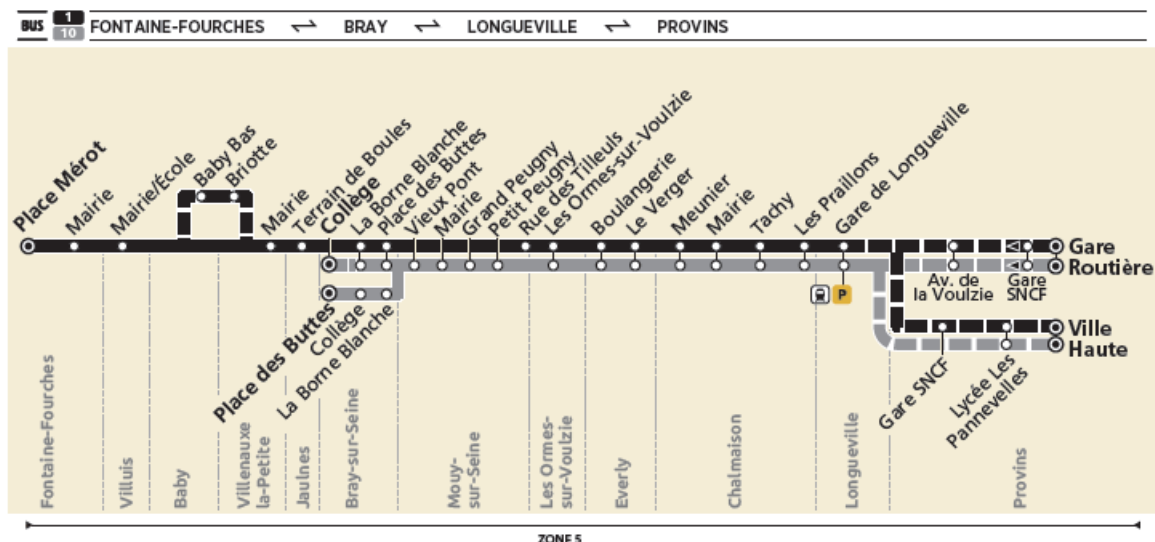 BUS 1 10 FONTAINE-FOURCHES ⇌ BRAY ⇌ LONGUEVILLE ⇌ PROVINS
Place Mérot
Mairie
Mairie/École
Baby Bas
Briotte
Mairie
Terrain de Boules
Collège
La Borne Blanche
Place des Buttes
Vieux Pont
Mairie
Grand Peugny
Petit Peugny
Rue des Tilleuls
Les Ormes-sur-Voulzie
Boulangerie
Le Verger
Meunier
Mairie
Tachy
Les Praillons
Gare de Longueville
Gare
Routière
Av. de
la Voulzie
Gare
SNCF
P
Ville
Haute
Place des Buttes
Collège
La Borne Blanche
Gare SNCF
Lycée Les
Pannevelles
Fontaine-Fourches
Villuis
Baby
Villenauxe
la-Petite
Jaulnes
Bray-sur-Seine
Mouy-
sur-Seine
Les Ormes-
sur-Voulzie
Everly
Chalmaison
Longueville
Provins
ZONE 5